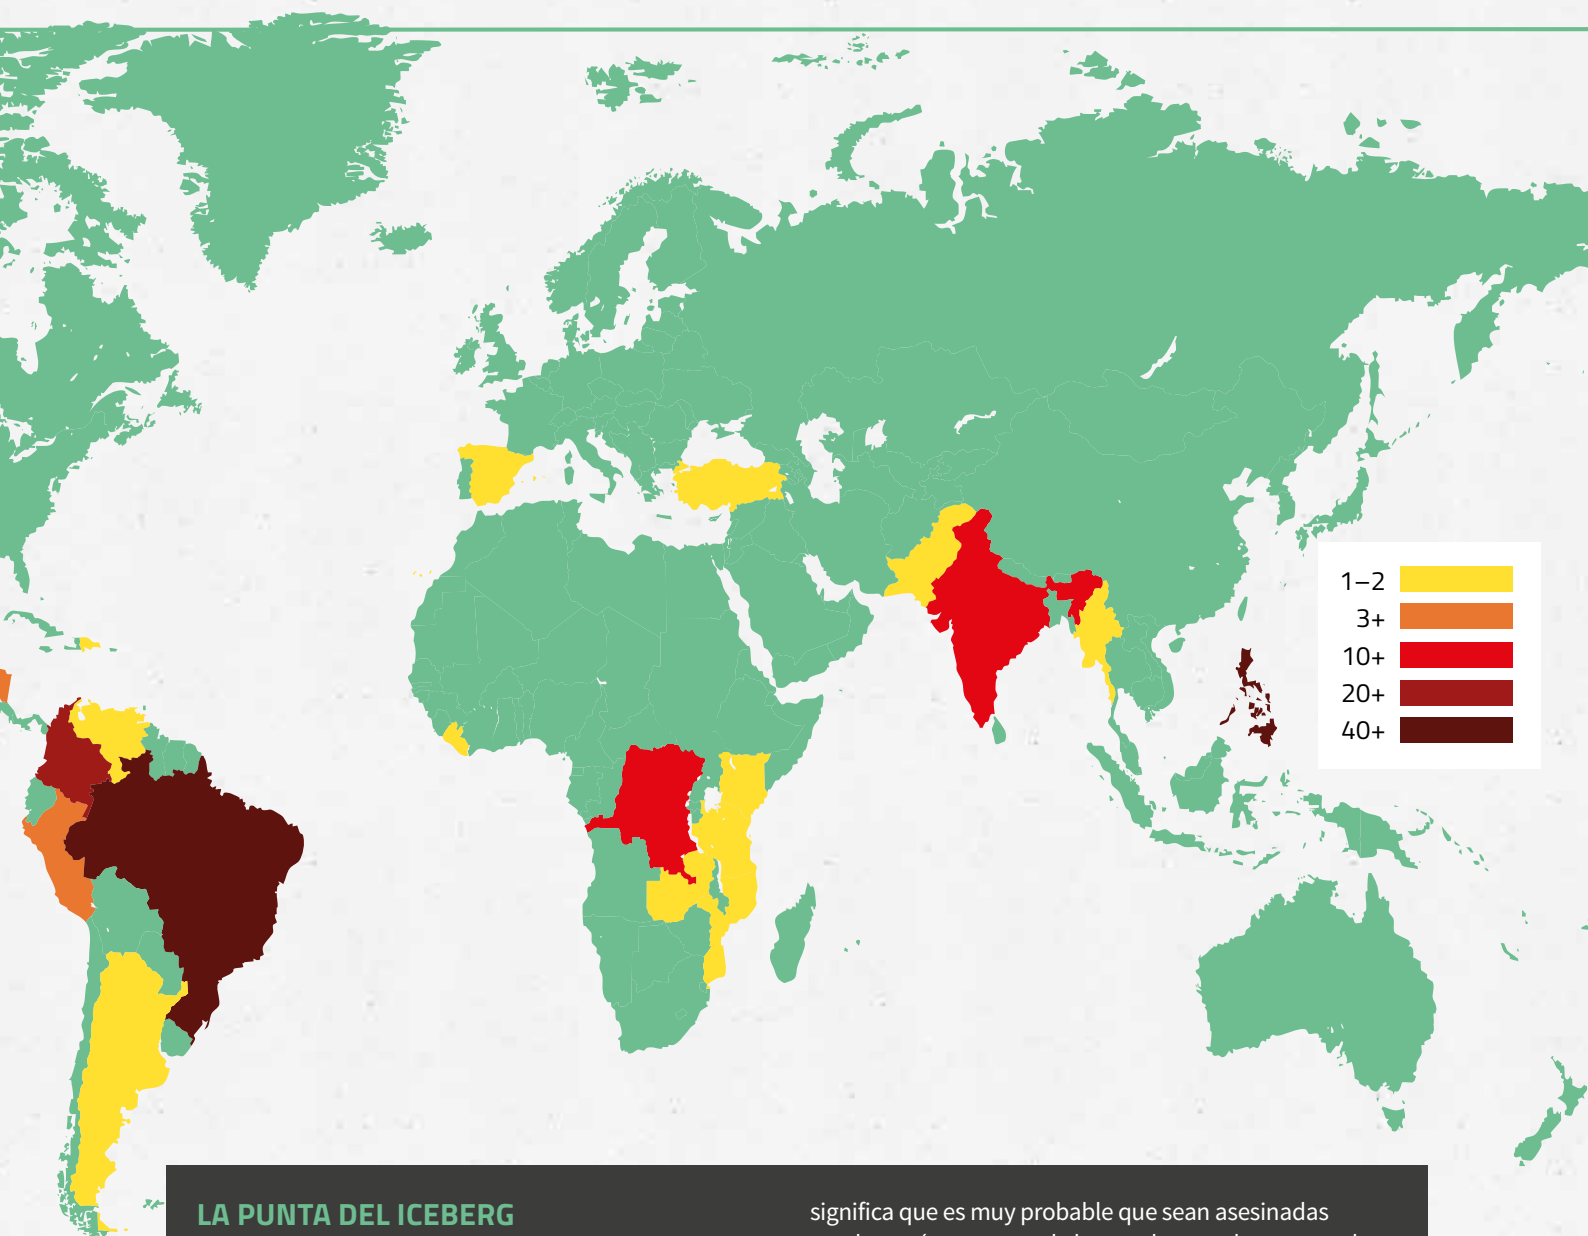 1–2
3+
10+
20+
40+
LA PUNTA DEL ICEBERG
significa que es muy probable que sean asesinadas